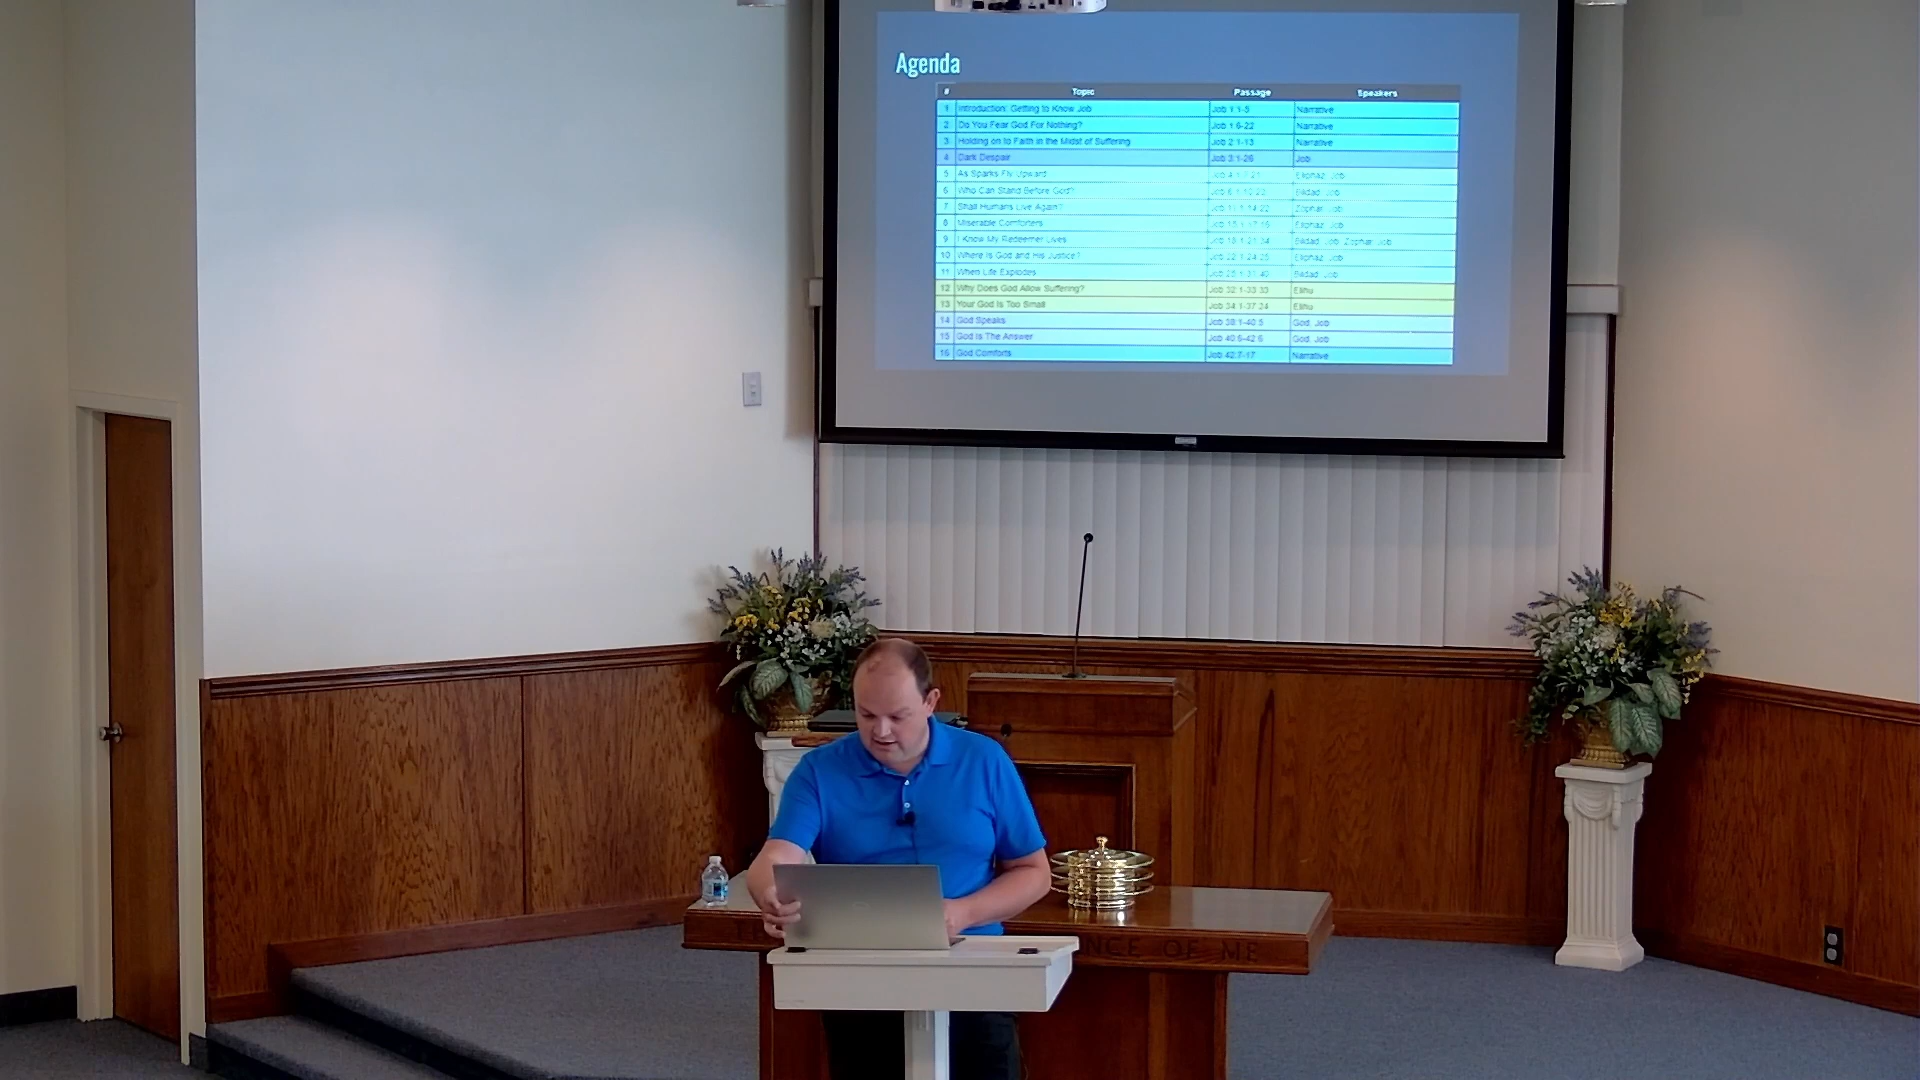 Agenda
# Topic Passage Speakers
1 Introduction: Getting to Know Job Job 1:1-5 Narrative
2 Do You Fear God For Nothing? Job 1:6-22 Narrative
3 Holding on to Faith in the Midst of Suffering Job 2:1-13 Narrative
4 Dark Despair Job 3:1-26 Job
5 As Sparks Fly Upward Eliphaz, Job
6 Who Can Stand Before God? Bildad, Job
7 Shall Humans Live Again? Zophar, Job
8 Miserable Comforters Eliphaz, Job
9 I Know My Redeemer Lives Bildad, Job, Zophar, Job
10 Where Is God and His Justice? Eliphaz, Job
11 When Life Explodes Bildad, Job
12 Why Does God Allow Suffering? Job 32:1-33:33 Elihu
13 Your God Is Too Small Job 34:1-37:24 Elihu
14 God Speaks Job 38:1-40:5 God, Job
15 God Is The Answer Job 40:6-42:6 God, Job
16 God Comforts Job 42:7-17 Narrative
NCE OF ME